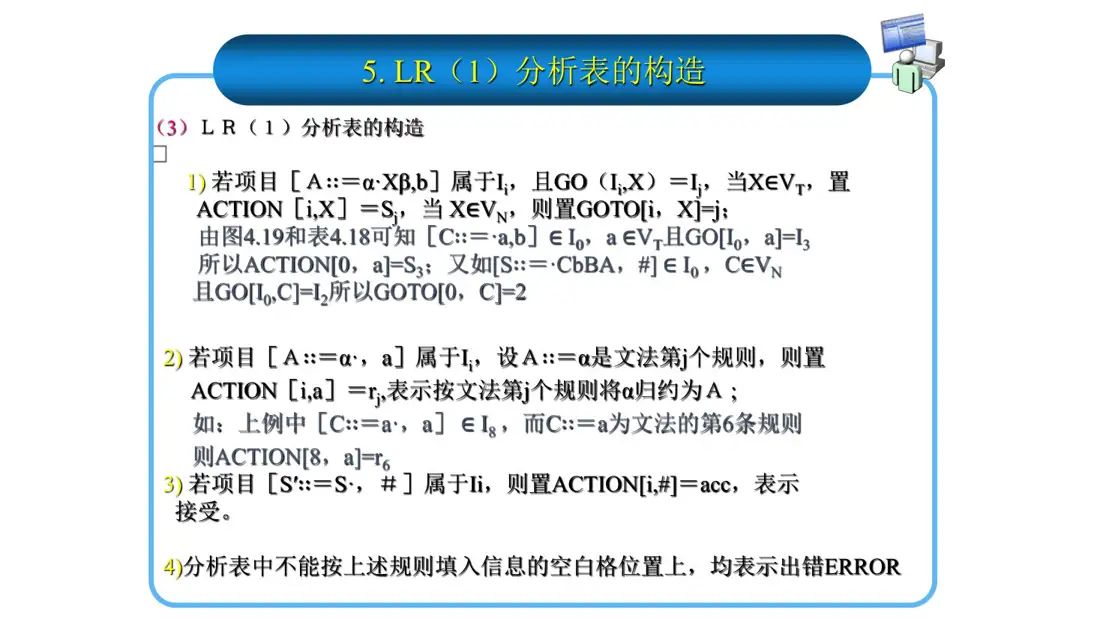 5. LR（1）分析表的构造
（3）ＬＲ（１）分析表的构造
1) 若项目［Ａ∷＝α·Xβ,b］属于Ii，且GO（Ii,X）＝Ij，当X∈VT，置
ACTION［i,X］＝Sj，当 X∈VN，则置GOTO[i，X]=j；
由图4.19和表4.18可知［C∷＝·a,b］∈ I0，a ∈VT且GO[I0，a]=I3
所以ACTION[0，a]=S3；又如[S∷＝·CbBA，#]∈ I0，C∈VN
且GO[I0,C]=I2所以GOTO[0，C]=2
2) 若项目［Ａ∷＝α·，a］属于Ii，设Ａ∷＝α是文法第j个规则，则置
ACTION［i,a］＝rj,表示按文法第j个规则将α归约为Ａ；
如：上例中［C∷＝a·，a］∈ I8，而C∷＝a为文法的第6条规则
则ACTION[8，a]=r6
3) 若项目［S′∷＝S·，＃］属于Ii，则置ACTION[i,#]＝acc，表示
接受。
4)分析表中不能按上述规则填入信息的空白格位置上，均表示出错ERROR